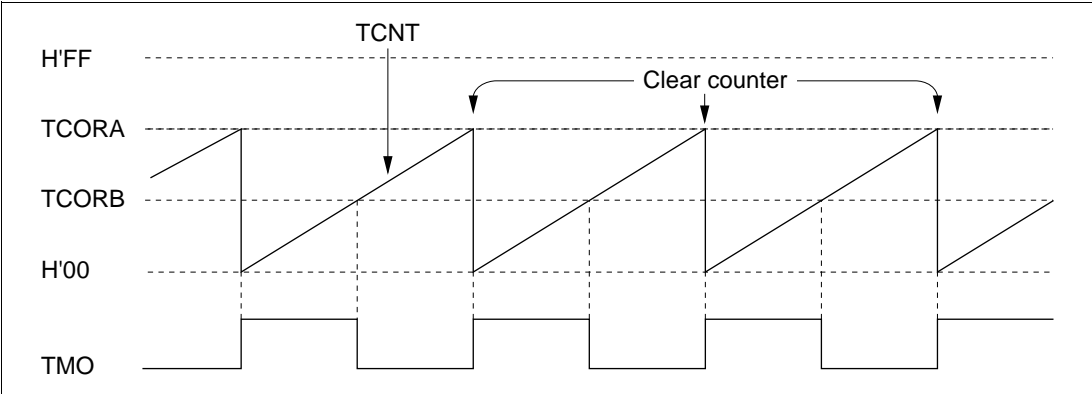 TCNT
H'FF
Clear counter
TCORA
TCORB
H'00
TMO